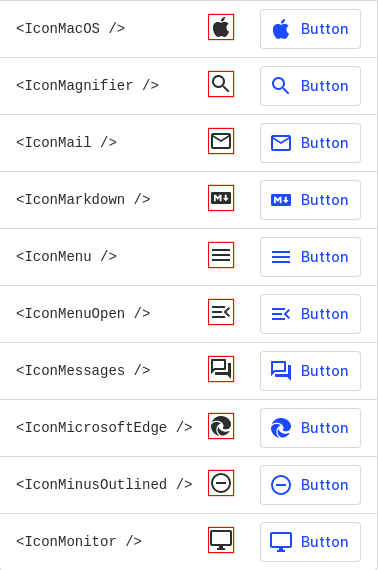 <IconMacOS /> Button
<IconMagnifier /> Button
<IconMail /> Button
<IconMarkdown /> M Button
<IconMenu /> Button
<IconMenuOpen /> Button
<IconMessages /> Button
<IconMicrosoftEdge /> Button
<IconMinusOutlined /> Button
<IconMonitor /> Button